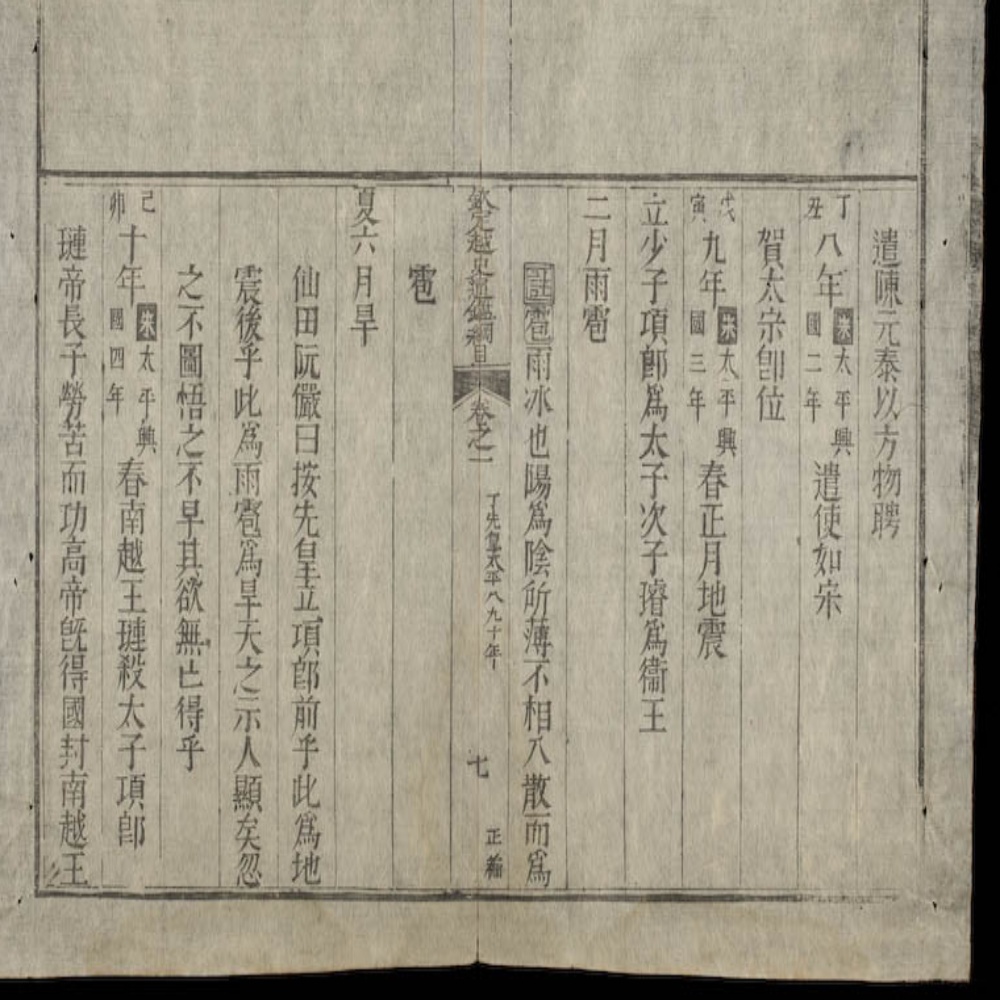 遣陳元泰以方物聘
丁丑八年宋太平興國二年遣使如宋
賀太宗卽位
戊寅九年宋太平興國三年春正月地震
立少子項郎爲太子次子璿爲衞王
二月雨雹
註雹雨冰也陽爲陰所薄不相入散而爲
欽定越史通鑑綱目 卷之一 丁先皇太平八九十年 七 正編
雹
夏六月旱
仙田阮儼曰按先皇立項郎前乎此爲地
震後乎此爲雨雹爲旱天之示人顯矣忽
之不圖悟之不早其欲無亡得乎
己卯十年宋太平興國四年春南越王璉殺太子項郎
璉帝長子勞苦而功高帝旣得國封南越王